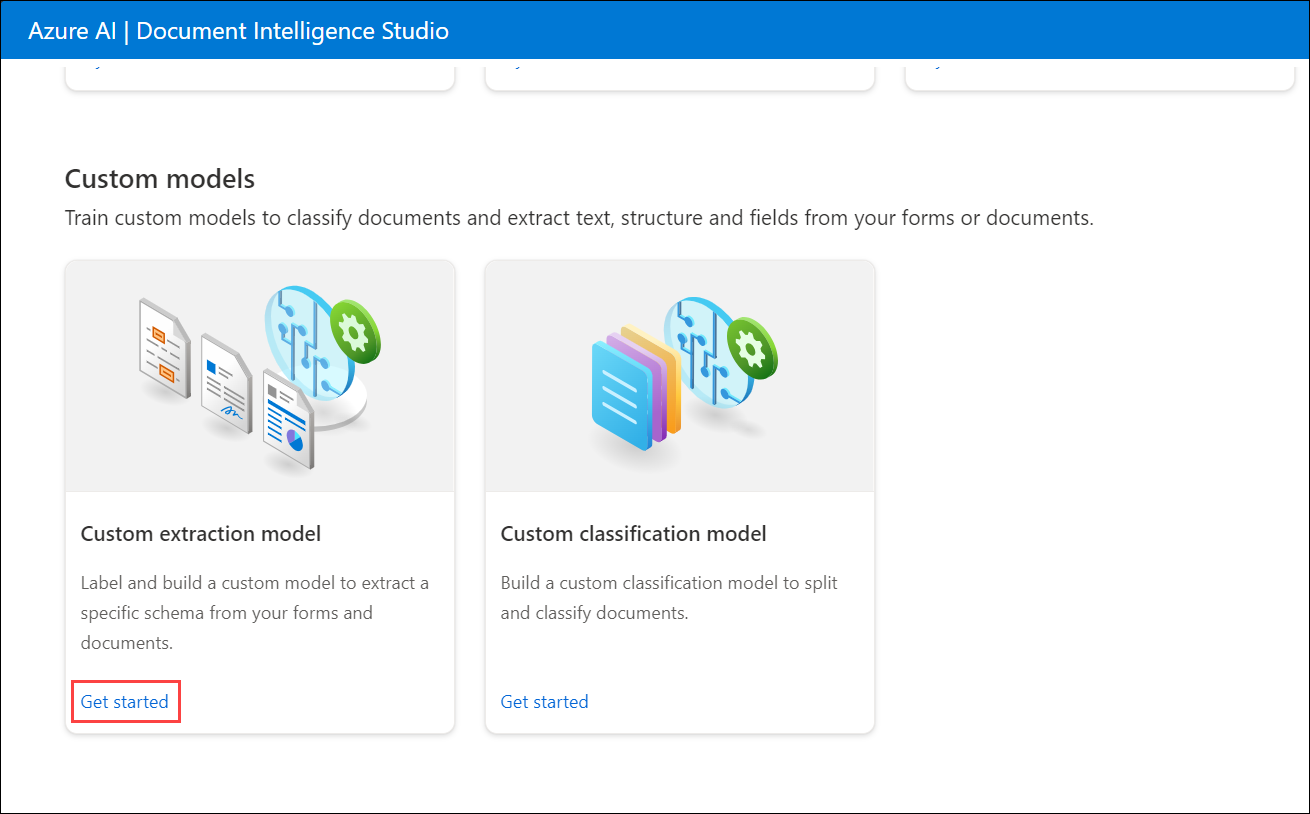 Azure AI | Document Intelligence Studio
Custom models
Train custom models to classify documents and extract text, structure and fields from your forms or documents.
Custom extraction model
Label and build a custom model to extract a
specific schema from your forms and
documents.
Get started
Custom classification model
Build a custom classification model to split
and classify documents.
Get started